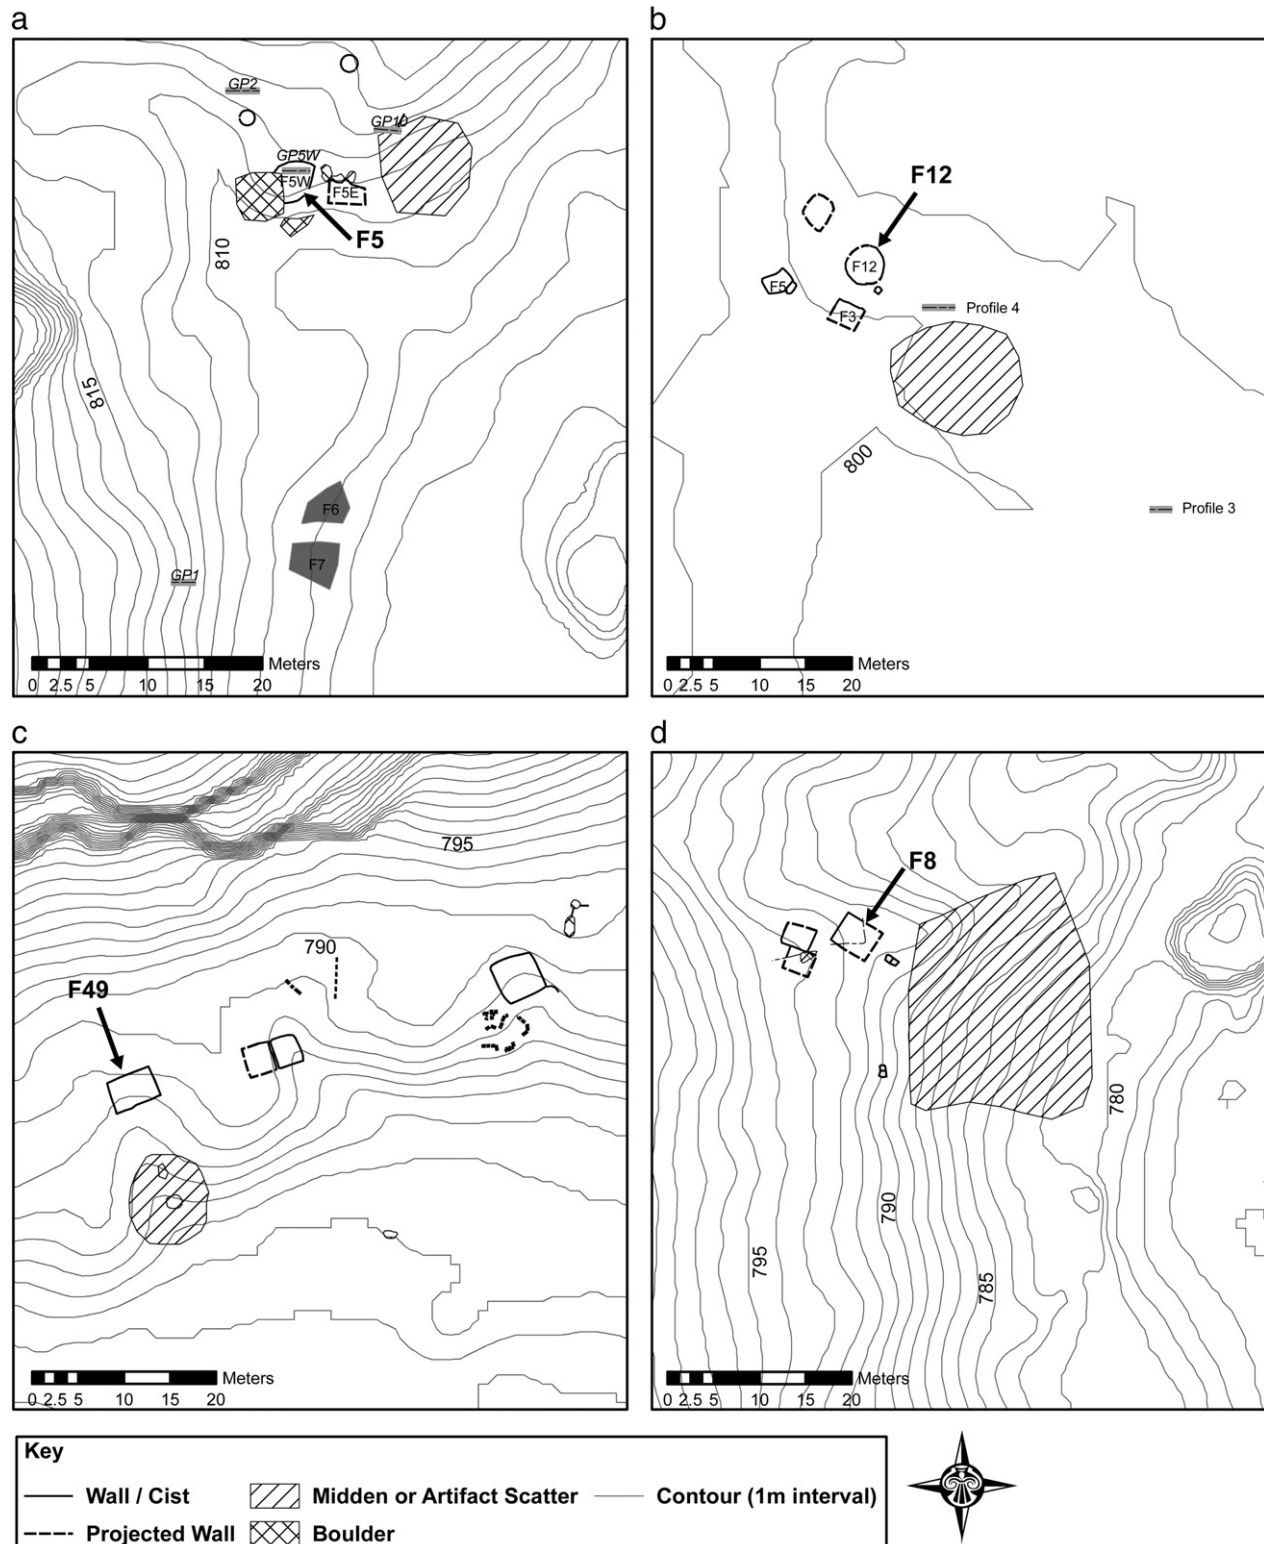 a
GP2
GP10
GP5W
F5W
F5E
F5
810
815
F6
F7
GP1
Meters
0 2.5 5 10 15 20
b
F12
F12
F5
F3
Profile 4
800
Profile 3
Meters
0 2.5 5 10 15 20
c
795
790
F49
Meters
0 2.5 5 10 15 20
d
F8
780
790
795
785
Meters
0 2.5 5 10 15 20
Key
Wall / Cist Midden or Artifact Scatter Contour (1m interval)
Projected Wall Boulder